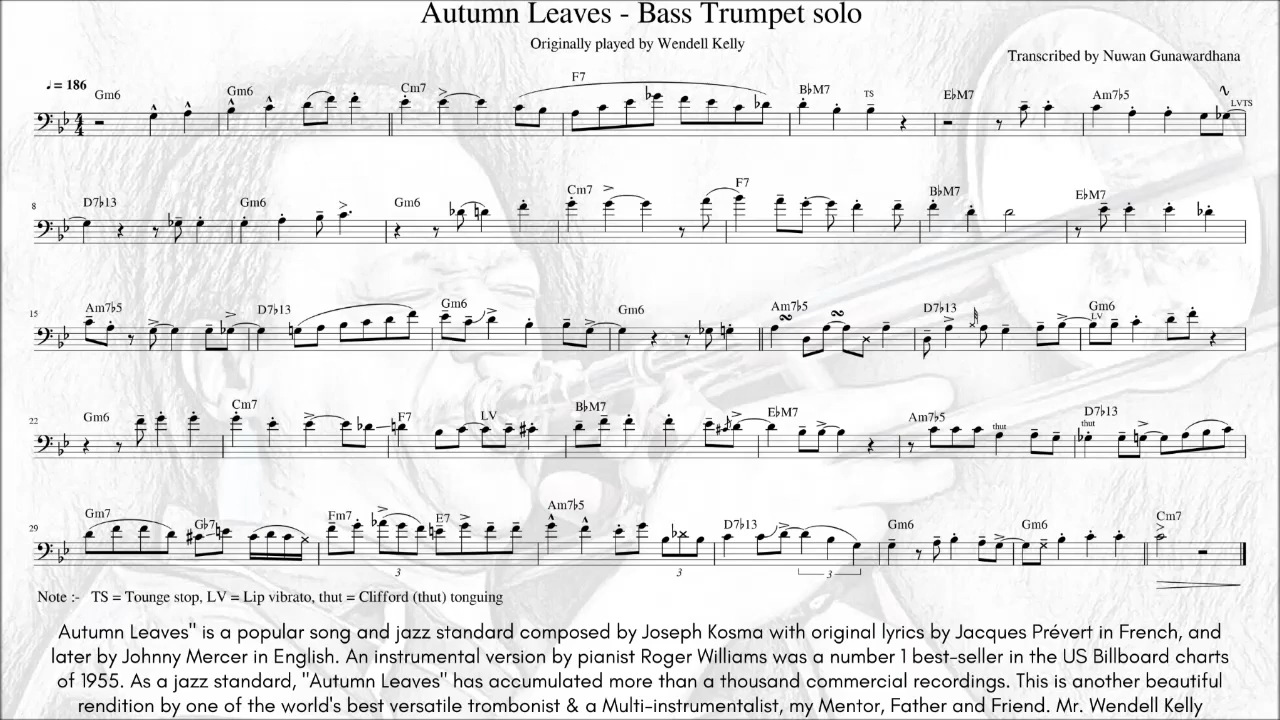 Autumn Leaves - Bass Trumpet solo
Originally played by Wendell Kelly
Transcribed by Nuwan Gunawardhana
♩ = 186
Gm6 Gm6 Cm7 F7 B♭M7 TS E♭M7 Am7♭5 LVTS
8 D7♭13 Gm6 Gm6 Cm7 F7 B♭M7 E♭M7
15 Am7♭5 D7♭13 Gm6 Gm6 Am7♭5 D7♭13 Gm6 LV
22 Gm6 Cm7 F7 LV B♭M7 E♭M7 Am7♭5 thut D7♭13 thut
29 Gm7 G♭7 Fm7 3 E7 Am7♭5 3 D7♭13 3 Gm6 Gm6 Cm7
Note :- TS = Tounge stop, LV = Lip vibrato, thut = Clifford (thut) tonguing
Autumn Leaves" is a popular song and jazz standard composed by Joseph Kosma with original lyrics by Jacques Prévert in French, and
later by Johnny Mercer in English. An instrumental version by pianist Roger Williams was a number 1 best-seller in the US Billboard charts
of 1955. As a jazz standard, "Autumn Leaves" has accumulated more than a thousand commercial recordings. This is another beautiful
rendition by one of the world's best versatile trombonist & a Multi-instrumentalist, my Mentor, Father and Friend. Mr. Wendell Kelly